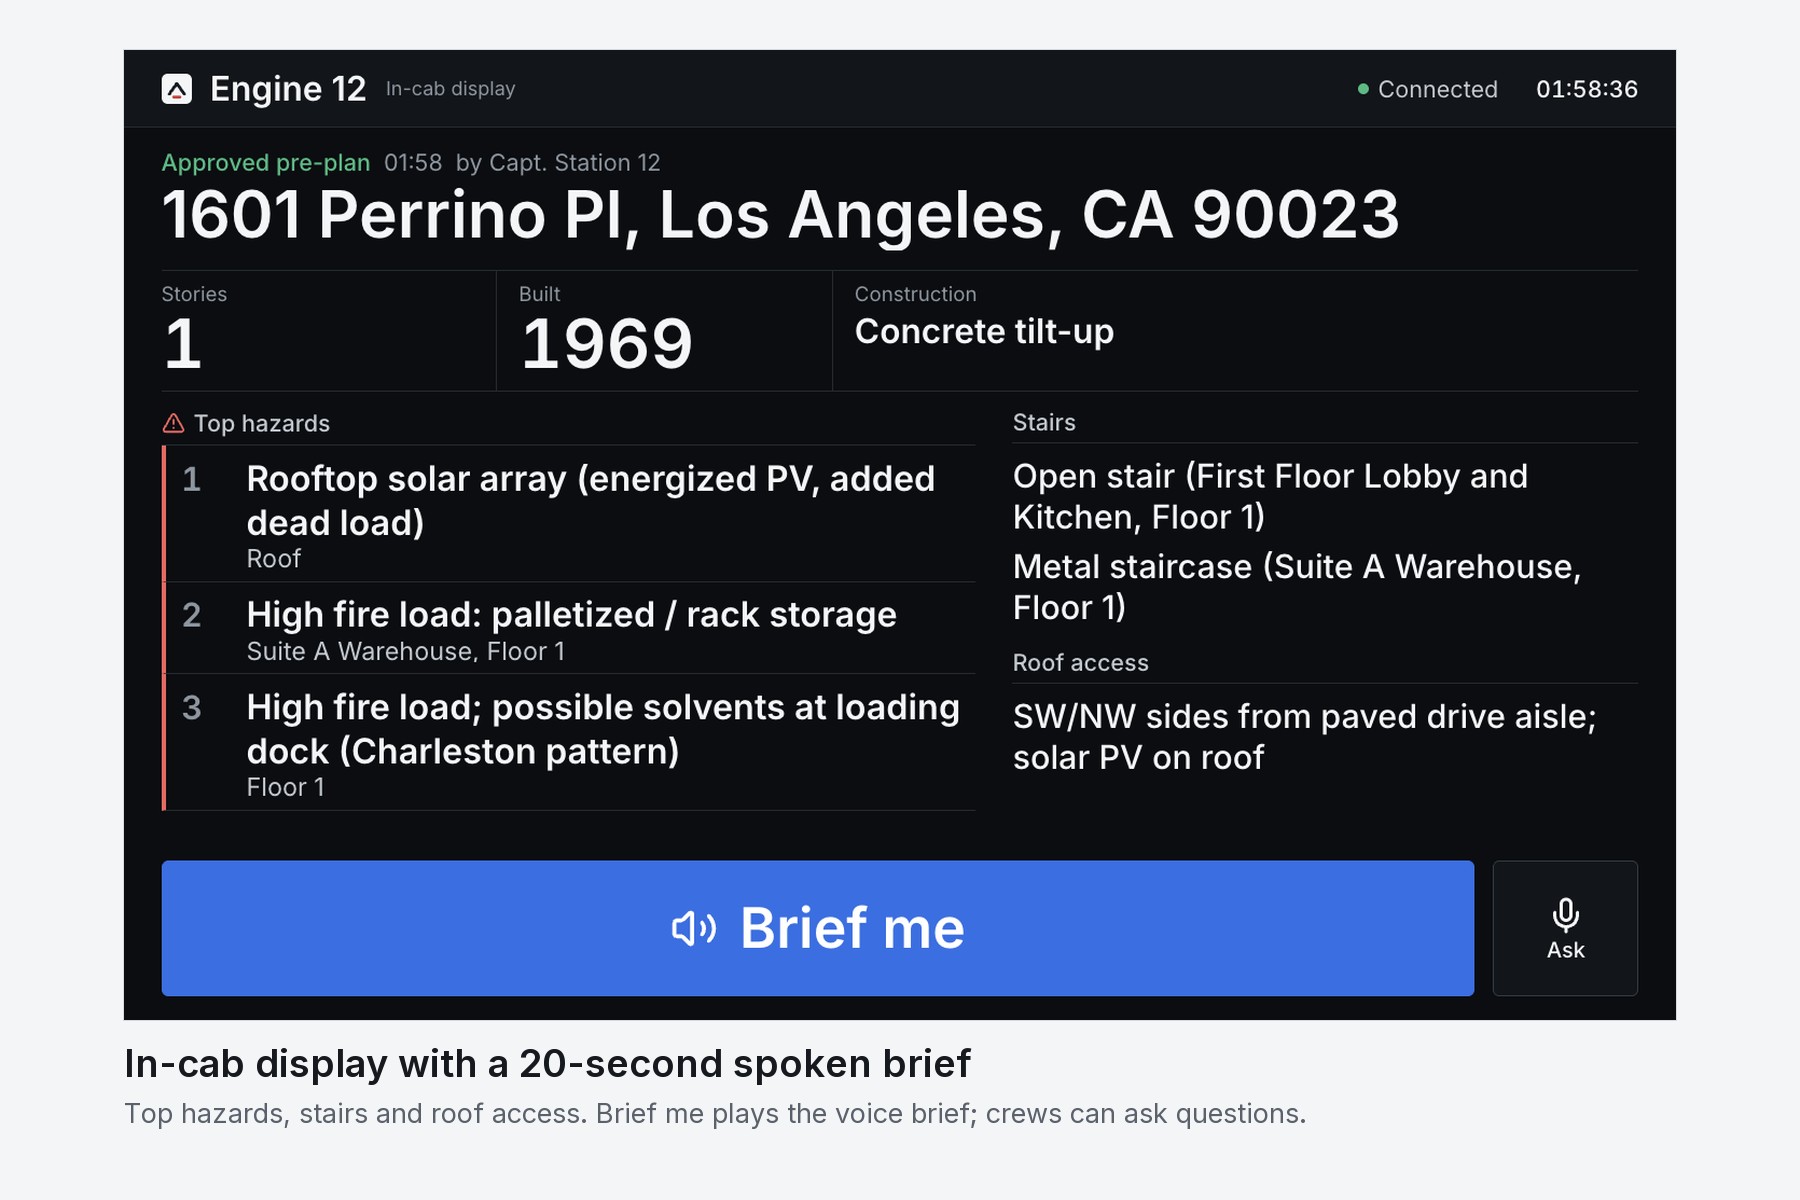 Engine 12 In-cab display
Connected 01:58:36
Approved pre-plan 01:58 by Capt. Station 12
1601 Perrino Pl, Los Angeles, CA 90023
Stories
1
Built
1969
Construction
Concrete tilt-up
Top hazards
1 Rooftop solar array (energized PV, added
dead load)
Roof
2 High fire load: palletized / rack storage
Suite A Warehouse, Floor 1
3 High fire load; possible solvents at loading
dock (Charleston pattern)
Floor 1
Stairs
Open stair (First Floor Lobby and
Kitchen, Floor 1)
Metal staircase (Suite A Warehouse,
Floor 1)
Roof access
SW/NW sides from paved drive aisle;
solar PV on roof
Brief me
Ask
In-cab display with a 20-second spoken brief
Top hazards, stairs and roof access. Brief me plays the voice brief; crews can ask questions.